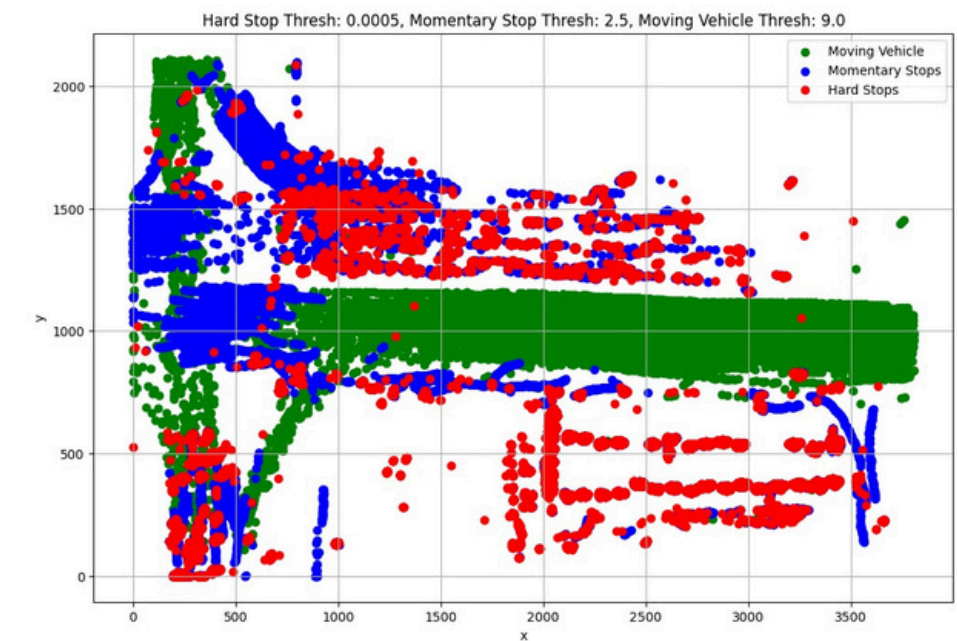 Hard Stop Thresh: 0.0005, Momentary Stop Thresh: 2.5, Moving Vehicle Thresh: 9.0
Moving Vehicle
Momentary Stops
Hard Stops
2000
1500
1000
500
0
y
0 500 1000 1500 2000 2500 3000 3500
x